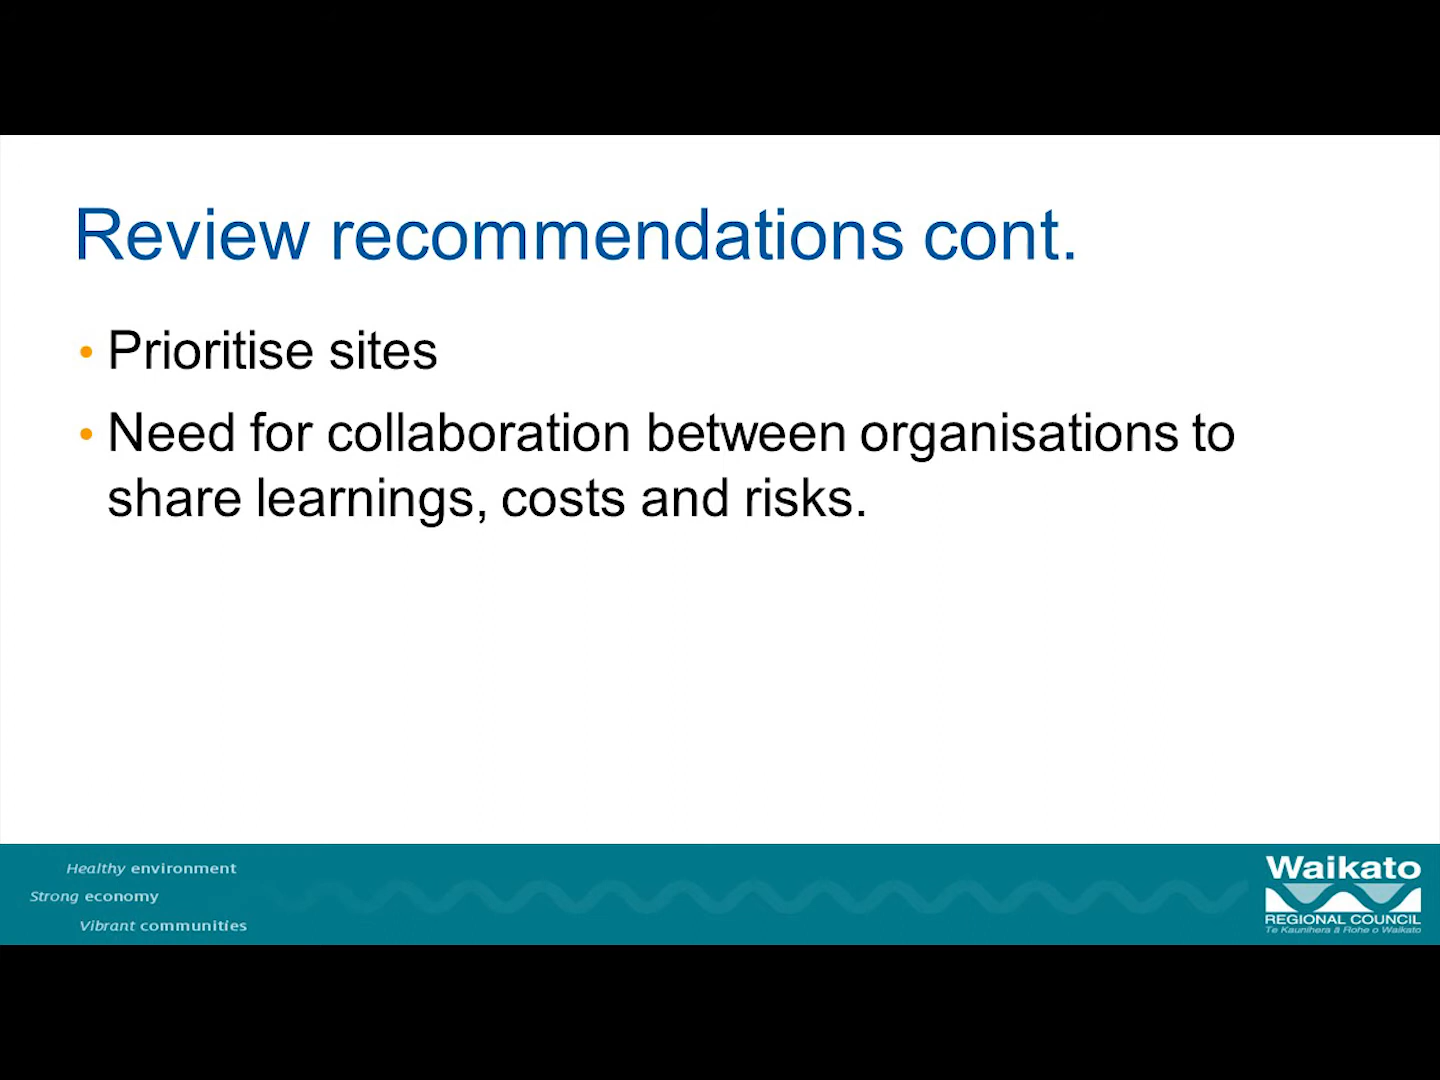 Review recommendations cont.
• Prioritise sites
• Need for collaboration between organisations to
share learnings, costs and risks.
Healthy environment
Strong economy
Vibrant communities
Waikato
REGIONAL COUNCIL
Te Kaunihera ā Rohe o Waikato